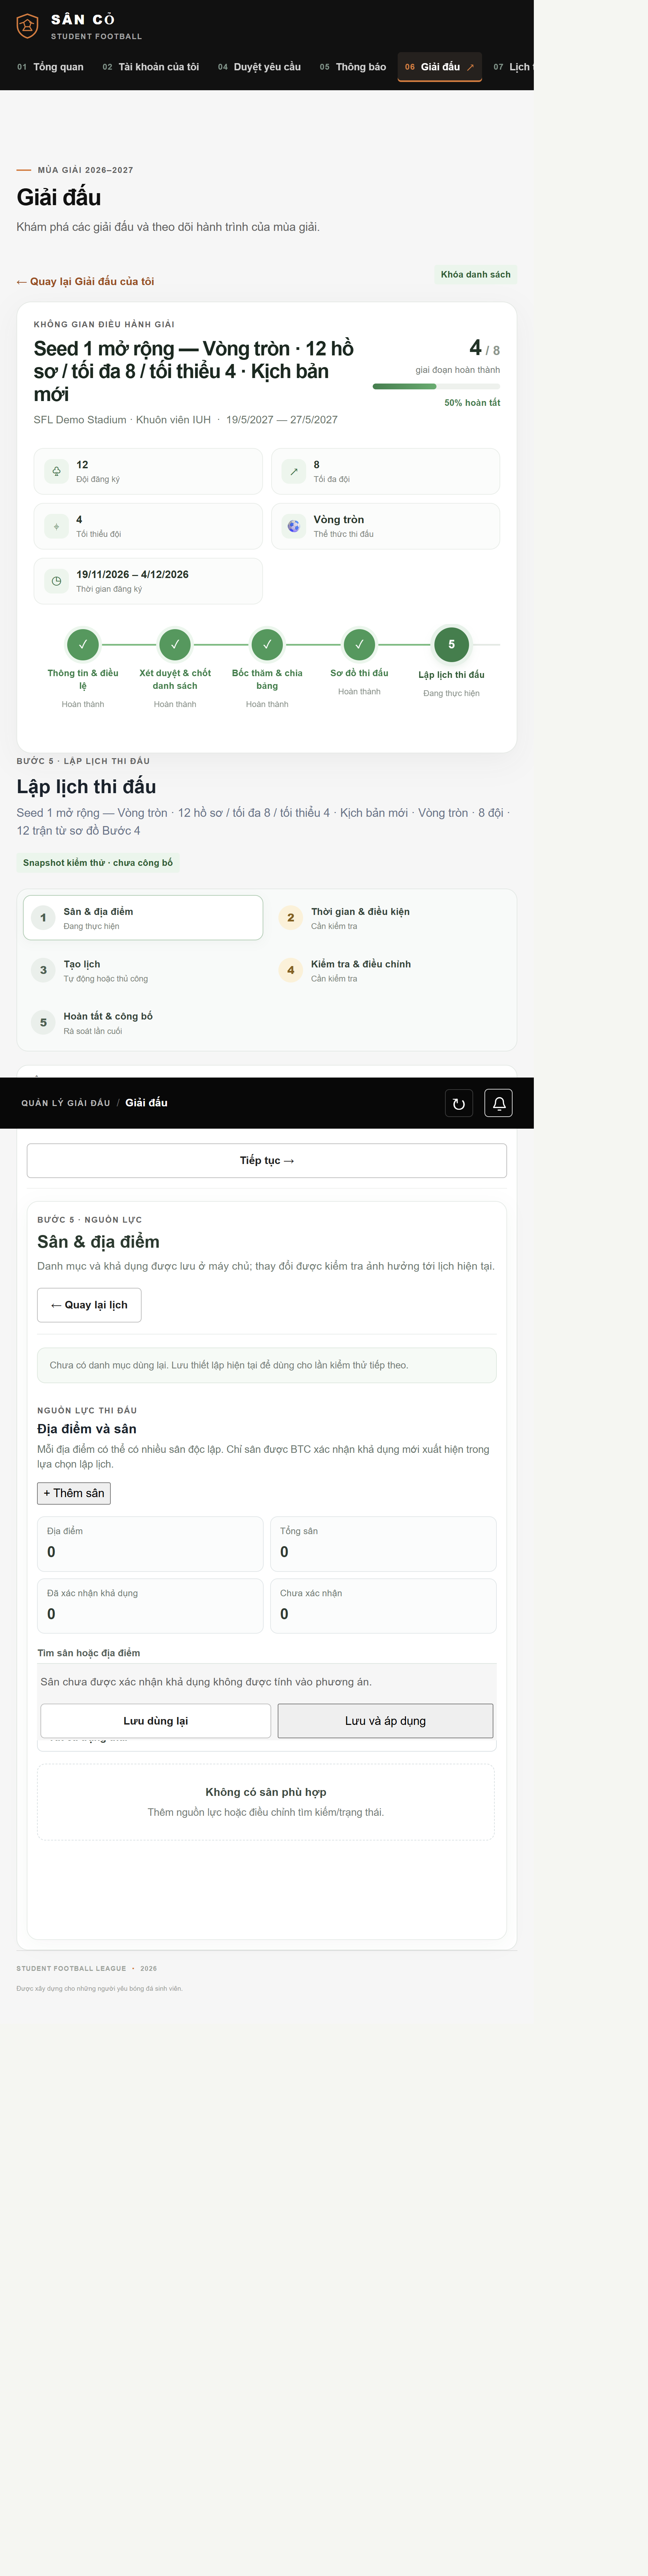 SÂN CỎ
STUDENT FOOTBALL
01 Tổng quan 02 Tài khoản của tôi 04 Duyệt yêu cầu 05 Thông báo 06 Giải đấu ↗ 07 Lịch
MÙA GIẢI 2026–2027
Giải đấu
Khám phá các giải đấu và theo dõi hành trình của mùa giải.
← Quay lại Giải đấu của tôi
Khóa danh sách
KHÔNG GIAN ĐIỀU HÀNH GIẢI
Seed 1 mở rộng — Vòng tròn · 12 hồ
sơ / tối đa 8 / tối thiểu 4 · Kịch bản
mới
4 / 8
giai đoạn hoàn thành
50% hoàn tất
SFL Demo Stadium · Khuôn viên IUH · 19/5/2027 — 27/5/2027
12
Đội đăng ký
↗ 8
Tối đa đội
4
Tối thiểu đội
Vòng tròn
Thể thức thi đấu
19/11/2026 – 4/12/2026
Thời gian đăng ký
✓ ✓ ✓ ✓ 5
Thông tin & điều
lệ
Hoàn thành
Xét duyệt & chốt
danh sách
Hoàn thành
Bốc thăm & chia
bảng
Hoàn thành
Sơ đồ thi đấu
Hoàn thành
Lập lịch thi đấu
Đang thực hiện
BƯỚC 5 · LẬP LỊCH THI ĐẤU
Lập lịch thi đấu
Seed 1 mở rộng — Vòng tròn · 12 hồ sơ / tối đa 8 / tối thiểu 4 · Kịch bản mới · Vòng tròn · 8 đội ·
12 trận từ sơ đồ Bước 4
Snapshot kiểm thử · chưa công bố
1 Sân & địa điểm
Đang thực hiện
2 Thời gian & điều kiện
Cần kiểm tra
3 Tạo lịch
Tự động hoặc thủ công
4 Kiểm tra & điều chỉnh
Cần kiểm tra
5 Hoàn tất & công bố
Rà soát lần cuối
QUẢN LÝ GIẢI ĐẤU / Giải đấu
↻
Tiếp tục →
BƯỚC 5 · NGUỒN LỰC
Sân & địa điểm
Danh mục và khả dụng được lưu ở máy chủ; thay đổi được kiểm tra ảnh hưởng tới lịch hiện tại.
← Quay lại lịch
Chưa có danh mục dùng lại. Lưu thiết lập hiện tại để dùng cho lần kiểm thử tiếp theo.
NGUỒN LỰC THI ĐẤU
Địa điểm và sân
Mỗi địa điểm có thể có nhiều sân độc lập. Chỉ sân được BTC xác nhận khả dụng mới xuất hiện trong
lựa chọn lập lịch.
+ Thêm sân
Địa điểm
0
Tổng sân
0
Đã xác nhận khả dụng
0
Chưa xác nhận
0
Tìm sân hoặc địa điểm
Sân chưa được xác nhận khả dụng không được tính vào phương án.
Lưu dùng lại
Lưu và áp dụng
Không có sân phù hợp
Thêm nguồn lực hoặc điều chỉnh tìm kiếm/trạng thái.
STUDENT FOOTBALL LEAGUE • 2026
Được xây dựng cho những người yêu bóng đá sinh viên.